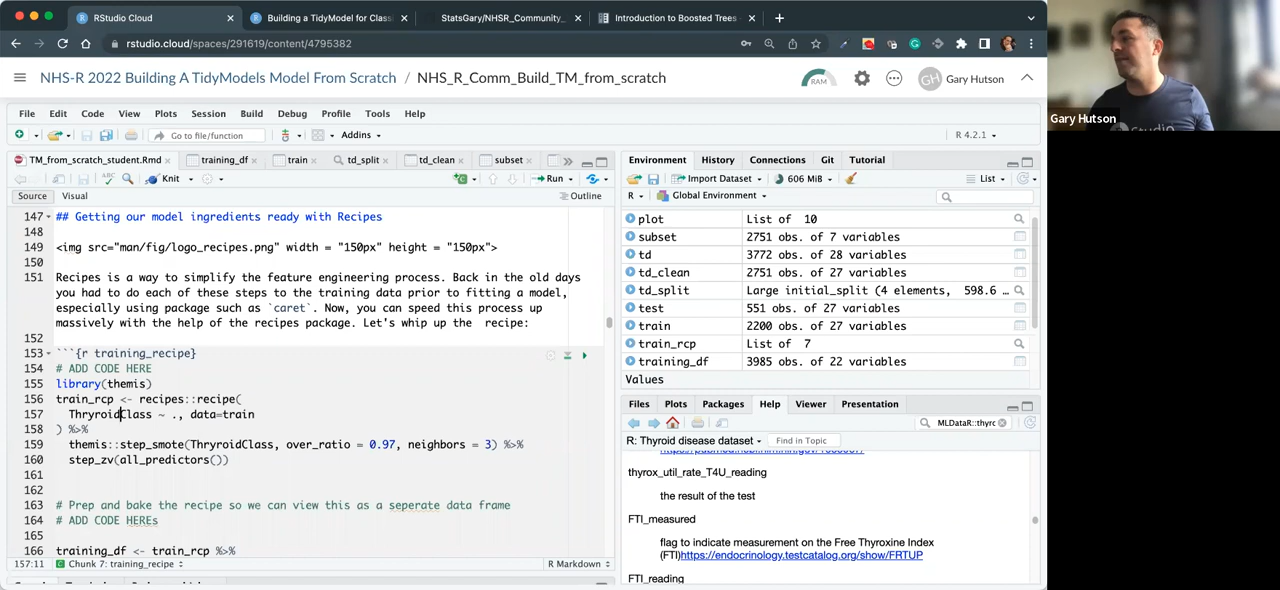 RStudio Cloud
Building a TidyModel for Class
StatsGary/NHSR_Community_
Introduction to Boosted Trees -
rstudio.cloud/spaces/291619/content/4795382
NHS-R 2022 Building A TidyModels Model From Scratch / NHS_R_Comm_Build_TM_from_scratch
RAM
GH Gary Hutson
Gary Hutson
File Edit Code View Plots Session Build Debug Profile Tools Help
Go to file/function
Addins
R 4.2.1
TM_from_scratch_student.Rmd
training_df
train
td_split
td_clean
subset
Knit
Run
Source
Visual
Outline
147 ## Getting our model ingredients ready with Recipes
148
149 <img src="man/fig/logo_recipes.png" width = "150px" height = "150px">
150
151 Recipes is a way to simplify the feature engineering process. Back in the old days
you had to do each of these steps to the training data prior to fitting a model,
especially using package such as `caret`. Now, you can speed this process up
massively with the help of the recipes package. Let's whip up the recipe:
152
153 ```{r training_recipe}
154 # ADD CODE HERE
155 library(themis)
156 train_rcp <- recipes::recipe(
157 ThryroidClass ~ ., data=train
158 ) %>%
159 themis::step_smote(ThryroidClass, over_ratio = 0.97, neighbors = 3) %>%
160 step_zv(all_predictors())
161
162
163 # Prep and bake the recipe so we can view this as a seperate data frame
164 # ADD CODE HEREs
165
166 training_df <- train_rcp %>%
157:11 Chunk 7: training_recipe
R Markdown
Environment History Connections Git Tutorial
Import Dataset
606 MiB
List
R
Global Environment
plot List of 10
subset 2751 obs. of 7 variables
td 3772 obs. of 28 variables
td_clean 2751 obs. of 27 variables
td_split Large initial_split (4 elements, 598.6 …
test 551 obs. of 27 variables
train 2200 obs. of 27 variables
train_rcp List of 7
training_df 3985 obs. of 22 variables
Values
Files Plots Packages Help Viewer Presentation
MLDataR::thyrc
R: Thyroid disease dataset
Find in Topic
thyrox_util_rate_T4U_reading
the result of the test
FTI_measured
flag to indicate measurement on the Free Thyroxine Index
(FTI)https://endocrinology.testcatalog.org/show/FRTUP
FTI_reading